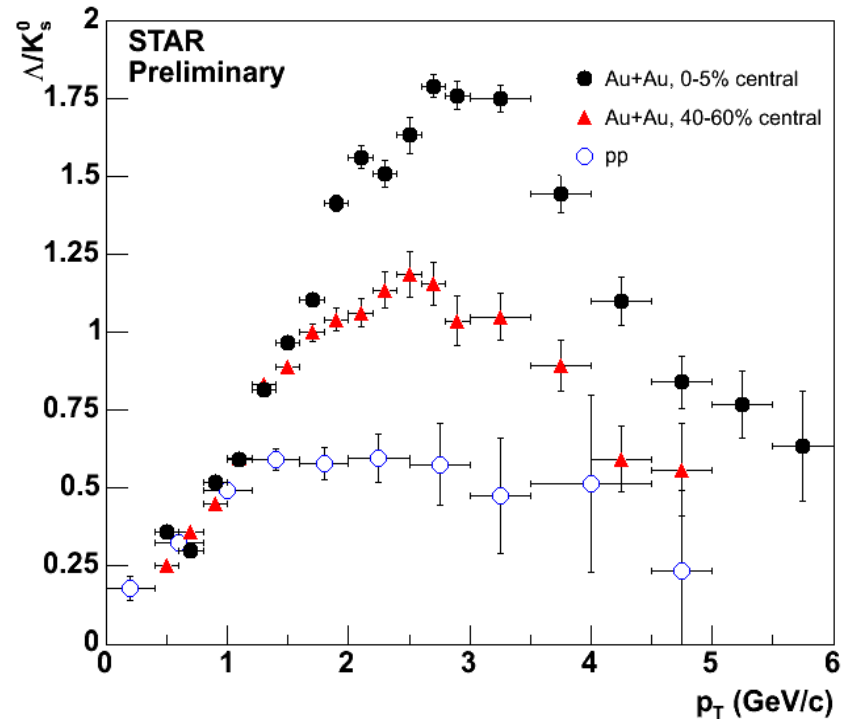 STAR
Preliminary
Au+Au, 0-5% central
Au+Au, 40-60% central
pp
Λ/K⁰ₛ
2
1.75
1.5
1.25
1
0.75
0.5
0.25
0
0 1 2 3 4 5 6
p_T (GeV/c)